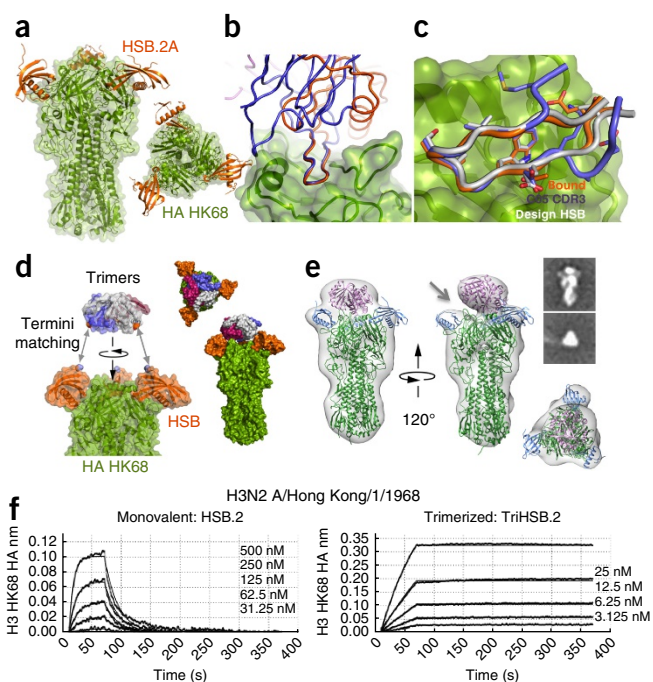 a
HSB.2A
HA HK68
b
c
Bound
C05 CDR3
Design HSB
d
Trimers
Termini
matching
HSB
HA HK68
e
120°
f
H3N2 A/Hong Kong/1/1968
Monovalent: HSB.2
H3 HK68 HA nm
0.12
0.10
0.08
0.06
0.04
0.02
0.00
500 nM
250 nM
125 nM
62.5 nM
31.25 nM
0 50 100 150 200 250 300 350 400
Time (s)
Trimerized: TriHSB.2
H3 HK68 HA nm
0.35
0.30
0.25
0.20
0.15
0.10
0.05
0.00
25 nM
12.5 nM
6.25 nM
3.125 nM
0 50 100 150 200 250 300 350 400
Time (s)